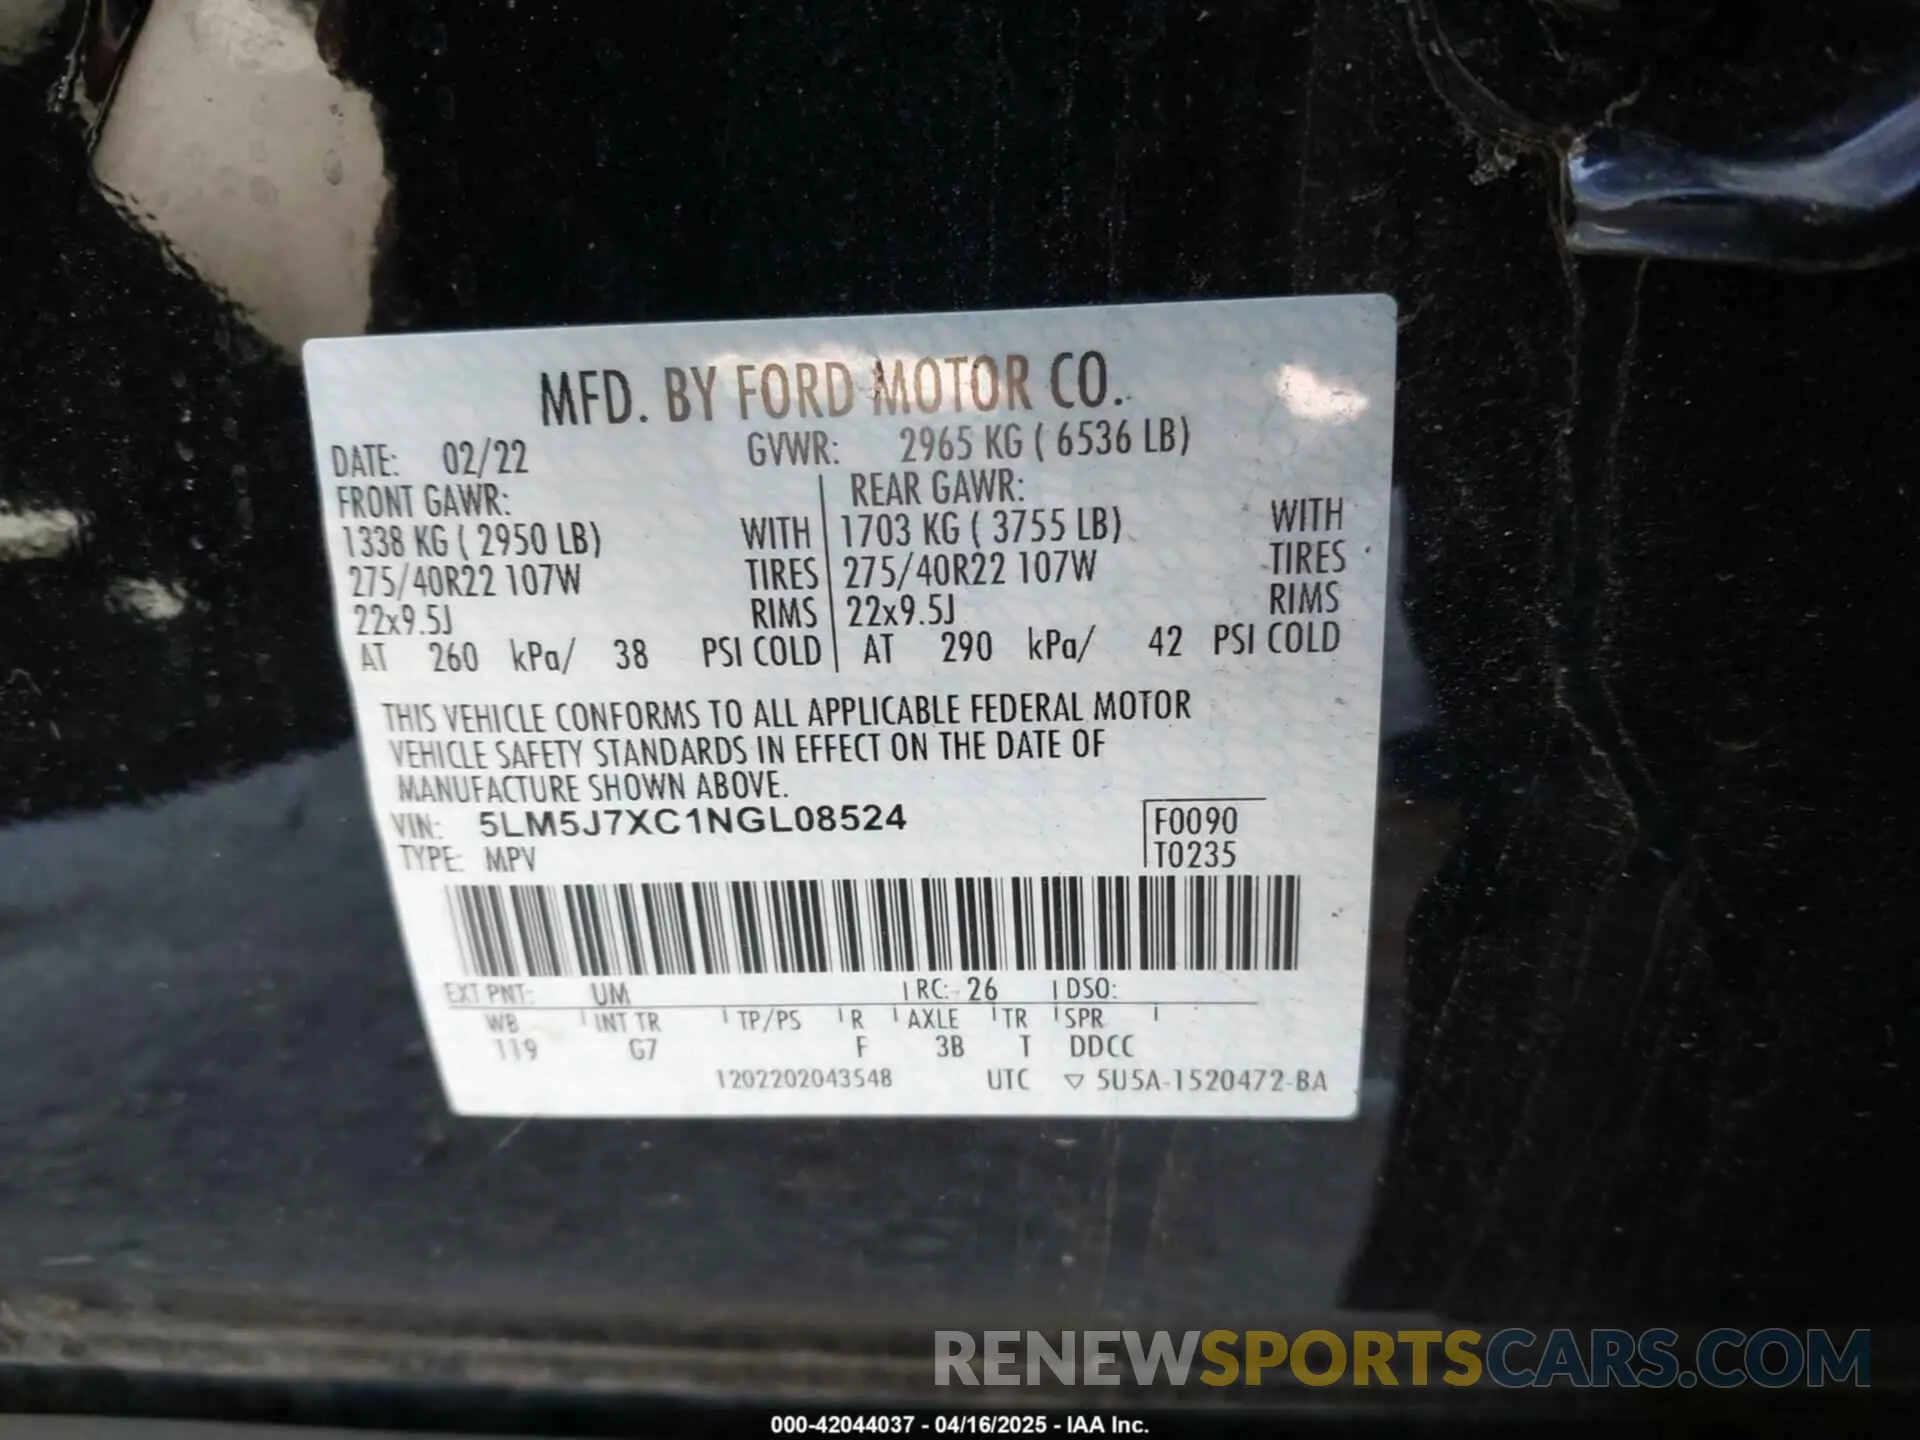 MFD. BY FORD MOTOR CO.
DATE: 02/22 GVWR: 2965 KG ( 6536 LB)
FRONT GAWR: REAR GAWR:
1338 KG ( 2950 LB) WITH 1703 KG ( 3755 LB) WITH
275/40R22 107W TIRES 275/40R22 107W TIRES
22x9.5J RIMS 22x9.5J RIMS
AT 260 kPa/ 38 PSI COLD AT 290 kPa/ 42 PSI COLD
THIS VEHICLE CONFORMS TO ALL APPLICABLE FEDERAL MOTOR
VEHICLE SAFETY STANDARDS IN EFFECT ON THE DATE OF
MANUFACTURE SHOWN ABOVE.
VIN: 5LM5J7XC1NGL08524 F0090
TYPE: MPV T0235
EXT PNT: UM RC: 26 DSO:
WB INT TR TP/PS R AXLE TR SPR
119 G7 F 3B T DDCC
1202202043548 UTC ▽ 5U5A-1520472-BA
RENEWSPORTSCARS.COM
000-42044037 - 04/16/2025 - IAA Inc.